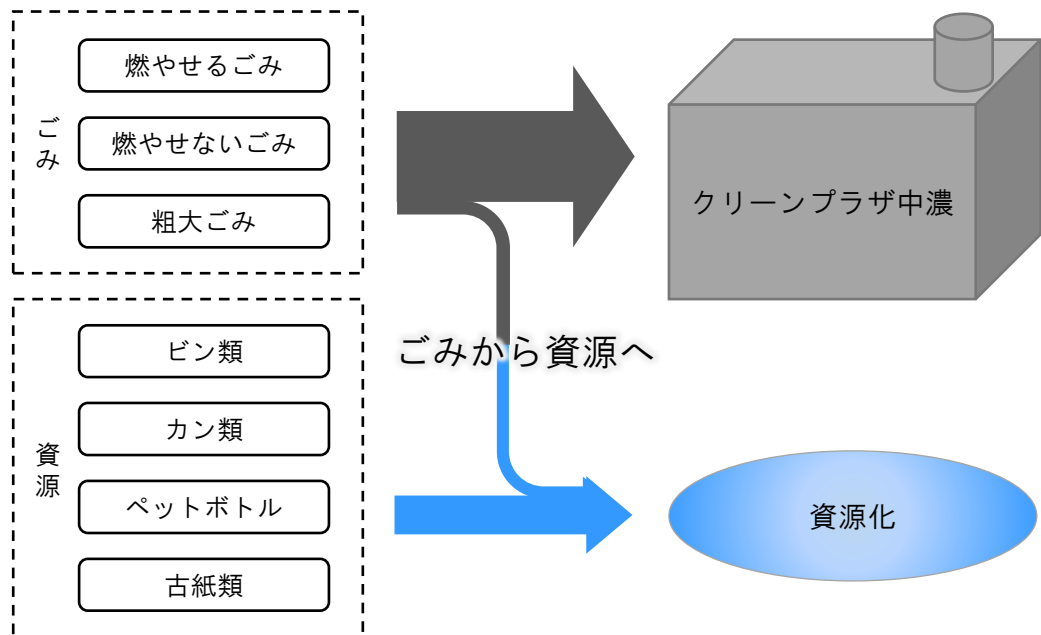 ごみ
燃やせるごみ
燃やせないごみ
粗大ごみ
クリーンプラザ中濃
ごみから資源へ
資源
ビン類
カン類
ペットボトル
古紙類
資源化